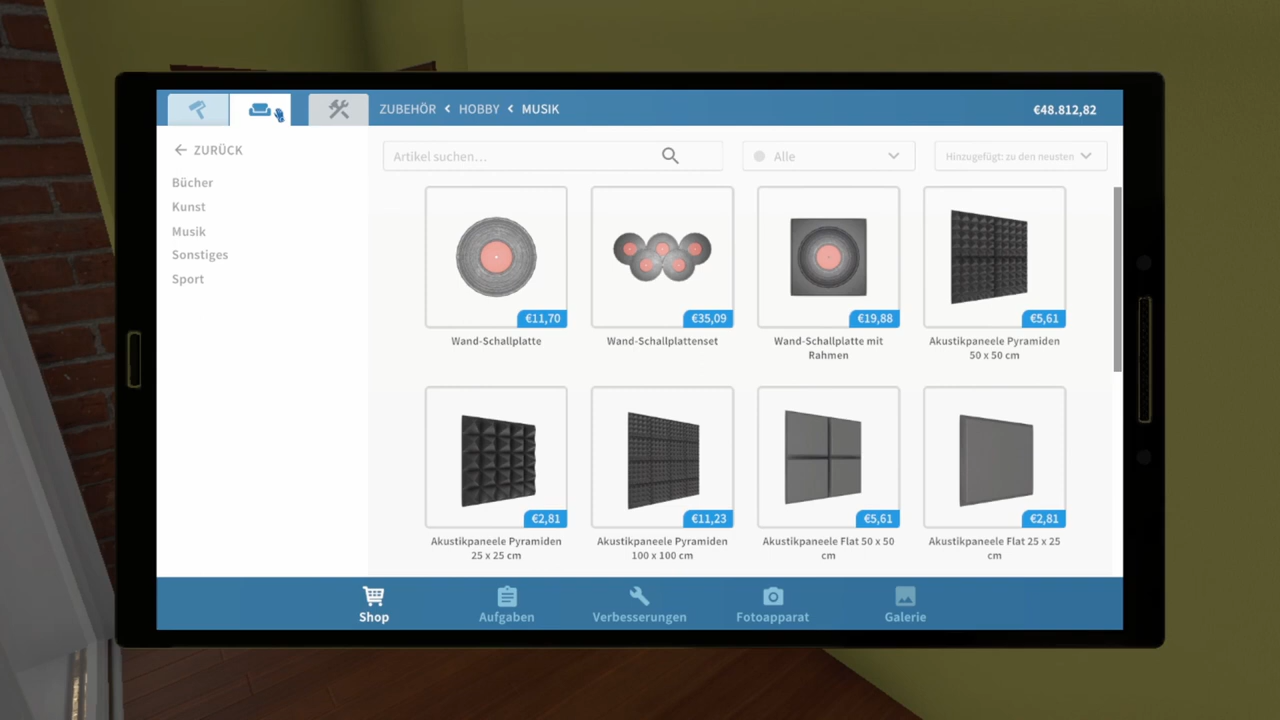 ZUBEHÖR < HOBBY < MUSIK
€48.812,82
ZURÜCK
Artikel suchen...
Alle
Hinzugefügt: zu den neusten
Bücher
Kunst
Musik
Sonstiges
Sport
€11,70
€35,09
€19,88
€5,61
Wand-Schallplatte
Wand-Schallplattenset
Wand-Schallplatte mit
Rahmen
Akustikpaneele Pyramiden
50 x 50 cm
€2,81
€11,23
€5,61
€2,81
Akustikpaneele Pyramiden
25 x 25 cm
Akustikpaneele Pyramiden
100 x 100 cm
Akustikpaneele Flat 50 x 50
cm
Akustikpaneele Flat 25 x 25
cm
Shop
Aufgaben
Verbesserungen
Fotoapparat
Galerie